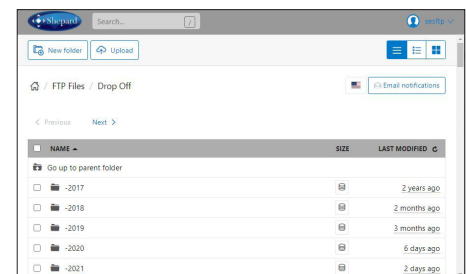 Shepard Search... / sesftp
New folder Upload
/ FTP Files / Drop Off Email notifications
< Previous Next >
NAME SIZE LAST MODIFIED
Go up to parent folder
-2017 2 years ago
-2018 2 months ago
-2019 3 months ago
-2020 6 days ago
-2021 2 days ago